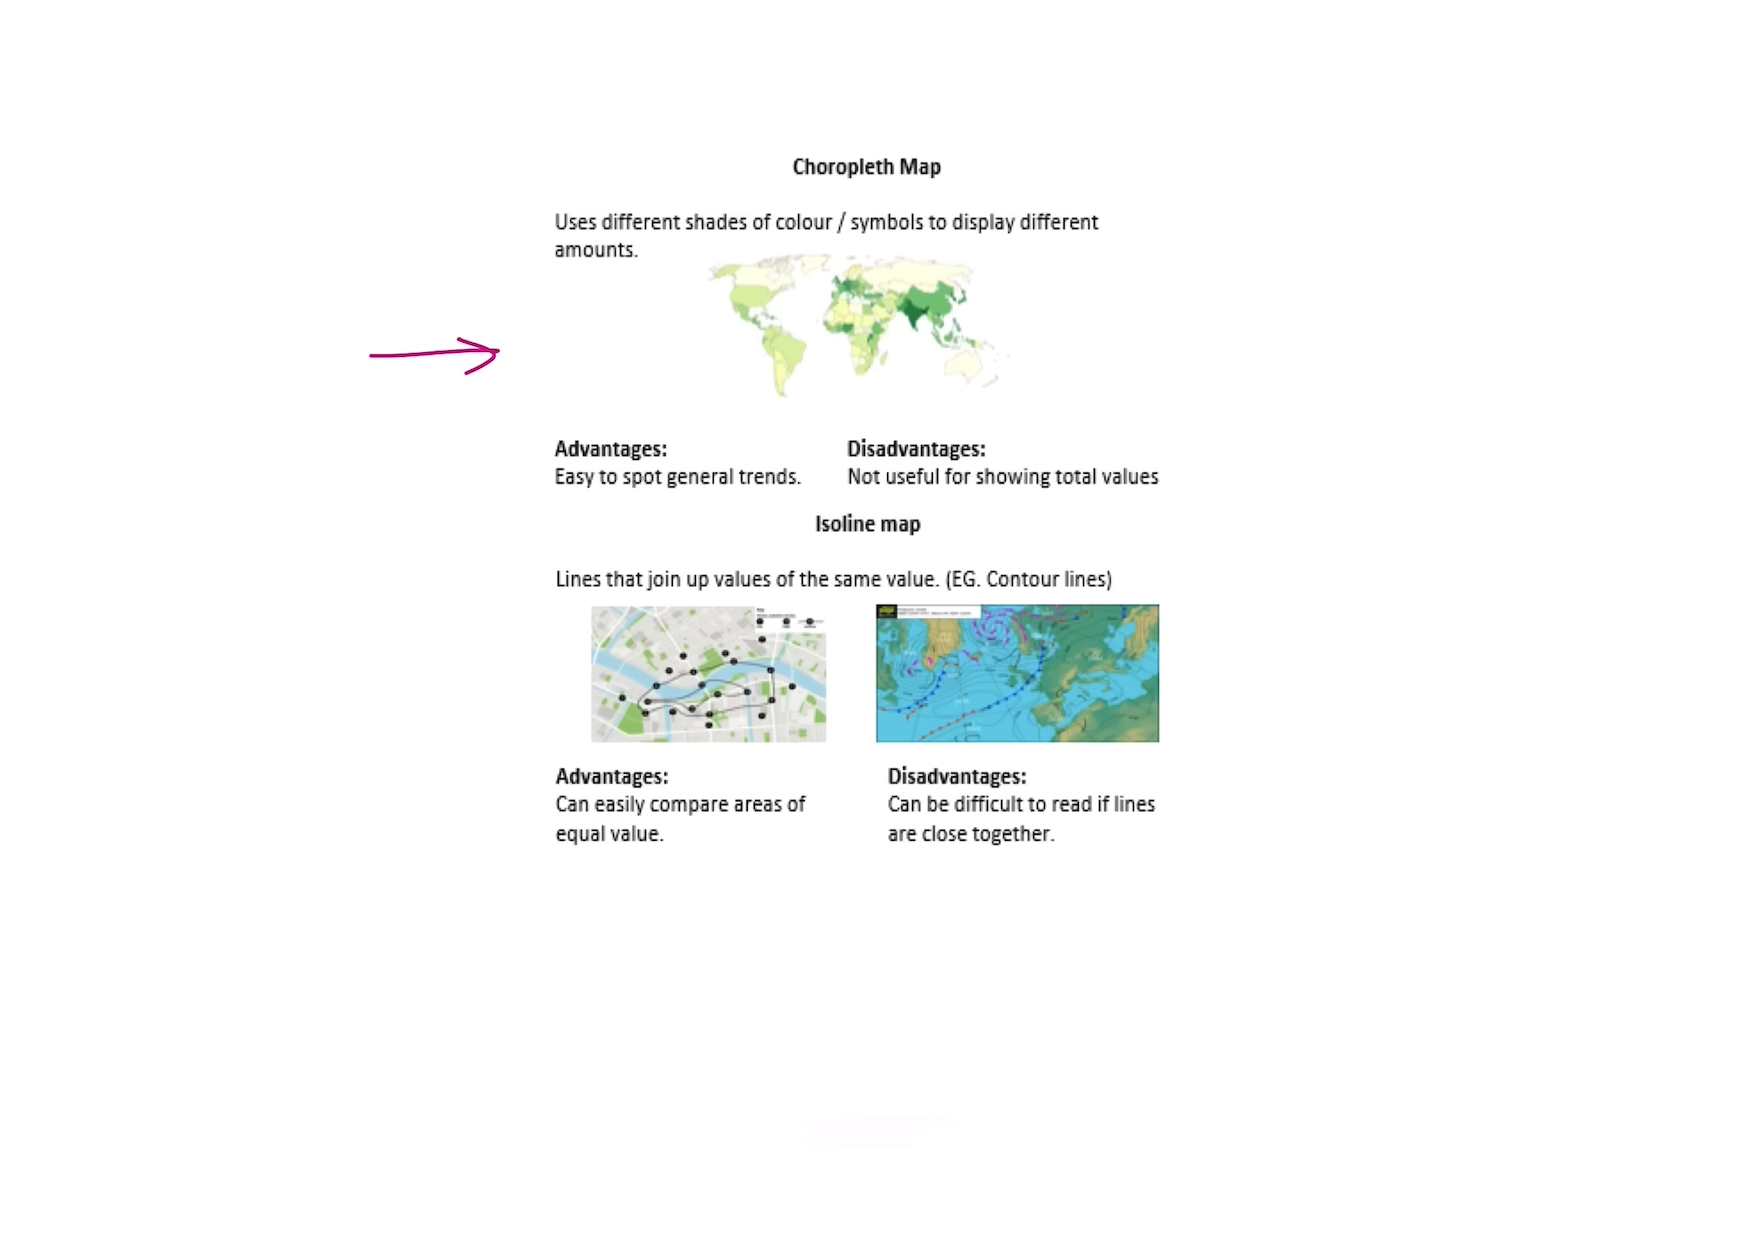 Choropleth Map
Uses different shades of colour / symbols to display different
amounts.
Advantages:
Easy to spot general trends.
Disadvantages:
Not useful for showing total values
Isoline map
Lines that join up values of the same value. (EG. Contour lines)
Advantages:
Can easily compare areas of
equal value.
Disadvantages:
Can be difficult to read if lines
are close together.